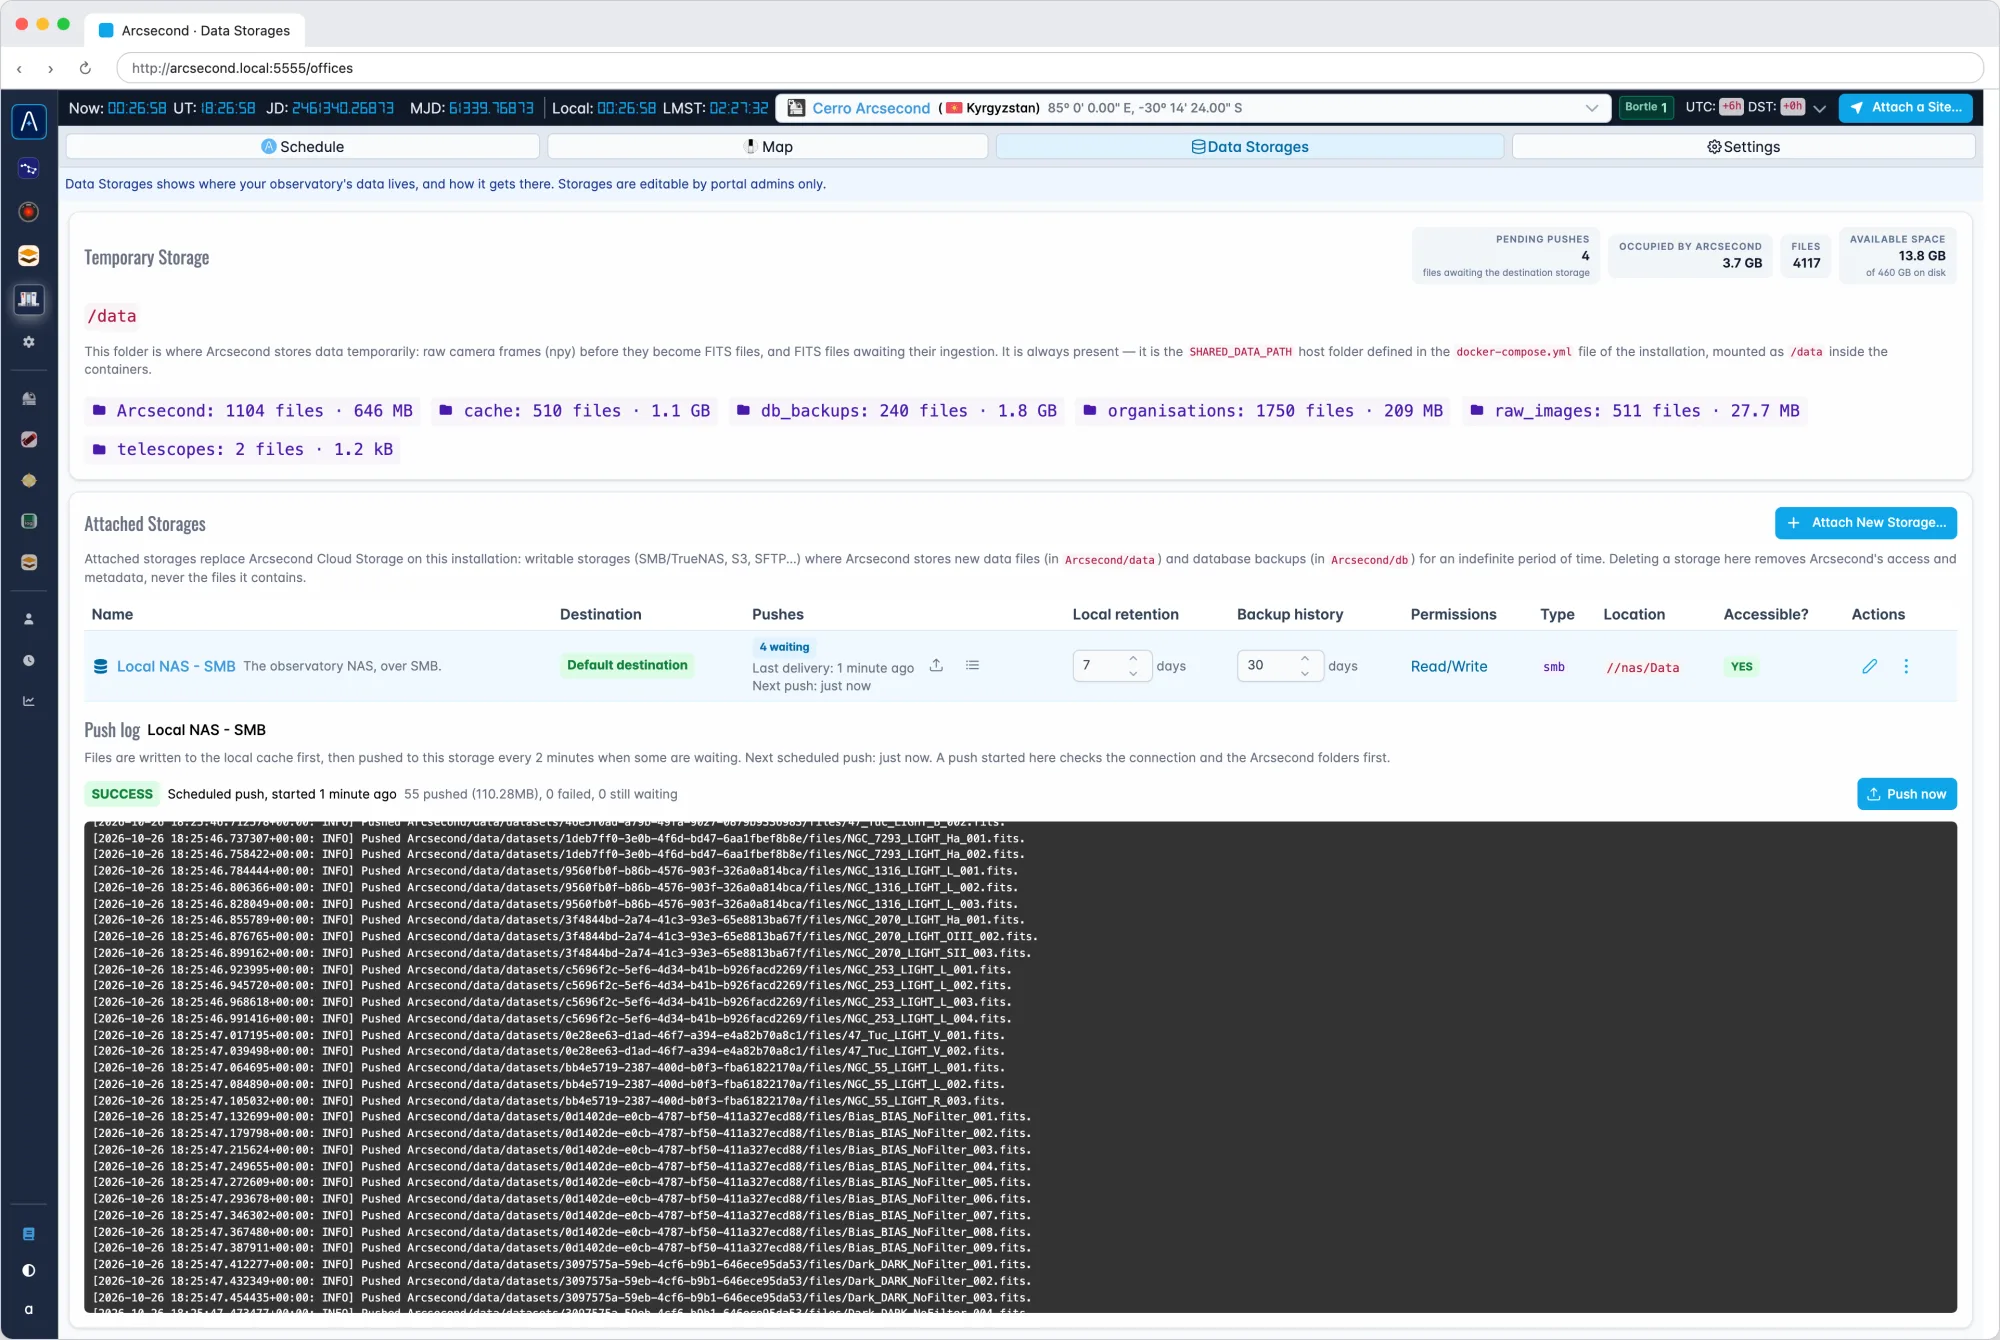 Arcsecond · Data Storages
http://arcsecond.local:5555/offices
Now: 00:26:58 UT: 18:26:58 JD: 2461340.26873 MJD: 61339.76873 Local: 00:26:58 LMST: 02:27:32 Cerro Arcsecond ( Kyrgyzstan) 85° 0' 0.00" E, -30° 14' 24.00" S Bortle 1 UTC: +6h DST: +0h Attach a Site...
Schedule Map Data Storages Settings
Data Storages shows where your observatory's data lives, and how it gets there. Storages are editable by portal admins only.
Temporary Storage
PENDING PUSHES
4
files awaiting the destination storage
OCCUPIED BY ARCSECOND
3.7 GB
FILES
4117
AVAILABLE SPACE
13.8 GB
of 460 GB on disk
/data
This folder is where Arcsecond stores data temporarily: raw camera frames (npy) before they become FITS files, and FITS files awaiting their ingestion. It is always present — it is the SHARED_DATA_PATH host folder defined in the docker-compose.yml file of the installation, mounted as /data inside the
containers.
Arcsecond: 1104 files · 646 MB cache: 510 files · 1.1 GB db_backups: 240 files · 1.8 GB organisations: 1750 files · 209 MB raw_images: 511 files · 27.7 MB
telescopes: 2 files · 1.2 kB
Attached Storages
+ Attach New Storage...
Attached storages replace Arcsecond Cloud Storage on this installation: writable storages (SMB/TrueNAS, S3, SFTP...) where Arcsecond stores new data files (in Arcsecond/data) and database backups (in Arcsecond/db) for an indefinite period of time. Deleting a storage here removes Arcsecond's access and
metadata, never the files it contains.
Name Destination Pushes Local retention Backup history Permissions Type Location Accessible? Actions
Local NAS - SMB The observatory NAS, over SMB. Default destination
4 waiting
Last delivery: 1 minute ago
Next push: just now
7 days 30 days Read/Write smb //nas/Data YES
Push log Local NAS - SMB
Files are written to the local cache first, then pushed to this storage every 2 minutes when some are waiting. Next scheduled push: just now. A push started here checks the connection and the Arcsecond folders first.
SUCCESS Scheduled push, started 1 minute ago 55 pushed (110.28MB), 0 failed, 0 still waiting
Push now
[2026-10-26 18:25:46.737307+00:00: INFO] Pushed Arcsecond/data/datasets/1deb7ff0-3e0b-4f6d-bd47-6aa1fbef8b8e/files/NGC_7293_LIGHT_Ha_001.fits.
[2026-10-26 18:25:46.758422+00:00: INFO] Pushed Arcsecond/data/datasets/1deb7ff0-3e0b-4f6d-bd47-6aa1fbef8b8e/files/NGC_7293_LIGHT_Ha_002.fits.
[2026-10-26 18:25:46.784444+00:00: INFO] Pushed Arcsecond/data/datasets/9560fb0f-b86b-4576-903f-326a0a814bca/files/NGC_1316_LIGHT_L_001.fits.
[2026-10-26 18:25:46.806366+00:00: INFO] Pushed Arcsecond/data/datasets/9560fb0f-b86b-4576-903f-326a0a814bca/files/NGC_1316_LIGHT_L_002.fits.
[2026-10-26 18:25:46.828049+00:00: INFO] Pushed Arcsecond/data/datasets/9560fb0f-b86b-4576-903f-326a0a814bca/files/NGC_1316_LIGHT_L_003.fits.
[2026-10-26 18:25:46.855789+00:00: INFO] Pushed Arcsecond/data/datasets/3f4844bd-2a74-41c3-93e3-65e8813ba67f/files/NGC_2070_LIGHT_Ha_001.fits.
[2026-10-26 18:25:46.876765+00:00: INFO] Pushed Arcsecond/data/datasets/3f4844bd-2a74-41c3-93e3-65e8813ba67f/files/NGC_2070_LIGHT_OIII_002.fits.
[2026-10-26 18:25:46.899162+00:00: INFO] Pushed Arcsecond/data/datasets/3f4844bd-2a74-41c3-93e3-65e8813ba67f/files/NGC_2070_LIGHT_SII_003.fits.
[2026-10-26 18:25:46.923995+00:00: INFO] Pushed Arcsecond/data/datasets/c5696f2c-5ef6-4d34-b41b-b926facd2269/files/NGC_253_LIGHT_L_001.fits.
[2026-10-26 18:25:46.945720+00:00: INFO] Pushed Arcsecond/data/datasets/c5696f2c-5ef6-4d34-b41b-b926facd2269/files/NGC_253_LIGHT_L_002.fits.
[2026-10-26 18:25:46.968618+00:00: INFO] Pushed Arcsecond/data/datasets/c5696f2c-5ef6-4d34-b41b-b926facd2269/files/NGC_253_LIGHT_L_003.fits.
[2026-10-26 18:25:46.991416+00:00: INFO] Pushed Arcsecond/data/datasets/c5696f2c-5ef6-4d34-b41b-b926facd2269/files/NGC_253_LIGHT_L_004.fits.
[2026-10-26 18:25:47.017195+00:00: INFO] Pushed Arcsecond/data/datasets/0e28ee63-d1ad-46f7-a394-e4a82b70a8c1/files/47_Tuc_LIGHT_V_001.fits.
[2026-10-26 18:25:47.039498+00:00: INFO] Pushed Arcsecond/data/datasets/0e28ee63-d1ad-46f7-a394-e4a82b70a8c1/files/47_Tuc_LIGHT_V_002.fits.
[2026-10-26 18:25:47.064695+00:00: INFO] Pushed Arcsecond/data/datasets/bb4e5719-2387-400d-b0f3-fba61822170a/files/NGC_55_LIGHT_L_001.fits.
[2026-10-26 18:25:47.084890+00:00: INFO] Pushed Arcsecond/data/datasets/bb4e5719-2387-400d-b0f3-fba61822170a/files/NGC_55_LIGHT_L_002.fits.
[2026-10-26 18:25:47.105032+00:00: INFO] Pushed Arcsecond/data/datasets/bb4e5719-2387-400d-b0f3-fba61822170a/files/NGC_55_LIGHT_R_003.fits.
[2026-10-26 18:25:47.132699+00:00: INFO] Pushed Arcsecond/data/datasets/0d1402de-e0cb-4787-bf50-411a327ecd88/files/Bias_BIAS_NoFilter_001.fits.
[2026-10-26 18:25:47.179798+00:00: INFO] Pushed Arcsecond/data/datasets/0d1402de-e0cb-4787-bf50-411a327ecd88/files/Bias_BIAS_NoFilter_002.fits.
[2026-10-26 18:25:47.215624+00:00: INFO] Pushed Arcsecond/data/datasets/0d1402de-e0cb-4787-bf50-411a327ecd88/files/Bias_BIAS_NoFilter_003.fits.
[2026-10-26 18:25:47.249655+00:00: INFO] Pushed Arcsecond/data/datasets/0d1402de-e0cb-4787-bf50-411a327ecd88/files/Bias_BIAS_NoFilter_004.fits.
[2026-10-26 18:25:47.272609+00:00: INFO] Pushed Arcsecond/data/datasets/0d1402de-e0cb-4787-bf50-411a327ecd88/files/Bias_BIAS_NoFilter_005.fits.
[2026-10-26 18:25:47.293678+00:00: INFO] Pushed Arcsecond/data/datasets/0d1402de-e0cb-4787-bf50-411a327ecd88/files/Bias_BIAS_NoFilter_006.fits.
[2026-10-26 18:25:47.346302+00:00: INFO] Pushed Arcsecond/data/datasets/0d1402de-e0cb-4787-bf50-411a327ecd88/files/Bias_BIAS_NoFilter_007.fits.
[2026-10-26 18:25:47.367480+00:00: INFO] Pushed Arcsecond/data/datasets/0d1402de-e0cb-4787-bf50-411a327ecd88/files/Bias_BIAS_NoFilter_008.fits.
[2026-10-26 18:25:47.387911+00:00: INFO] Pushed Arcsecond/data/datasets/0d1402de-e0cb-4787-bf50-411a327ecd88/files/Bias_BIAS_NoFilter_009.fits.
[2026-10-26 18:25:47.412277+00:00: INFO] Pushed Arcsecond/data/datasets/3097575a-59eb-4cf6-b9b1-646ece95da53/files/Dark_DARK_NoFilter_001.fits.
[2026-10-26 18:25:47.432349+00:00: INFO] Pushed Arcsecond/data/datasets/3097575a-59eb-4cf6-b9b1-646ece95da53/files/Dark_DARK_NoFilter_002.fits.
[2026-10-26 18:25:47.454435+00:00: INFO] Pushed Arcsecond/data/datasets/3097575a-59eb-4cf6-b9b1-646ece95da53/files/Dark_DARK_NoFilter_003.fits.
a